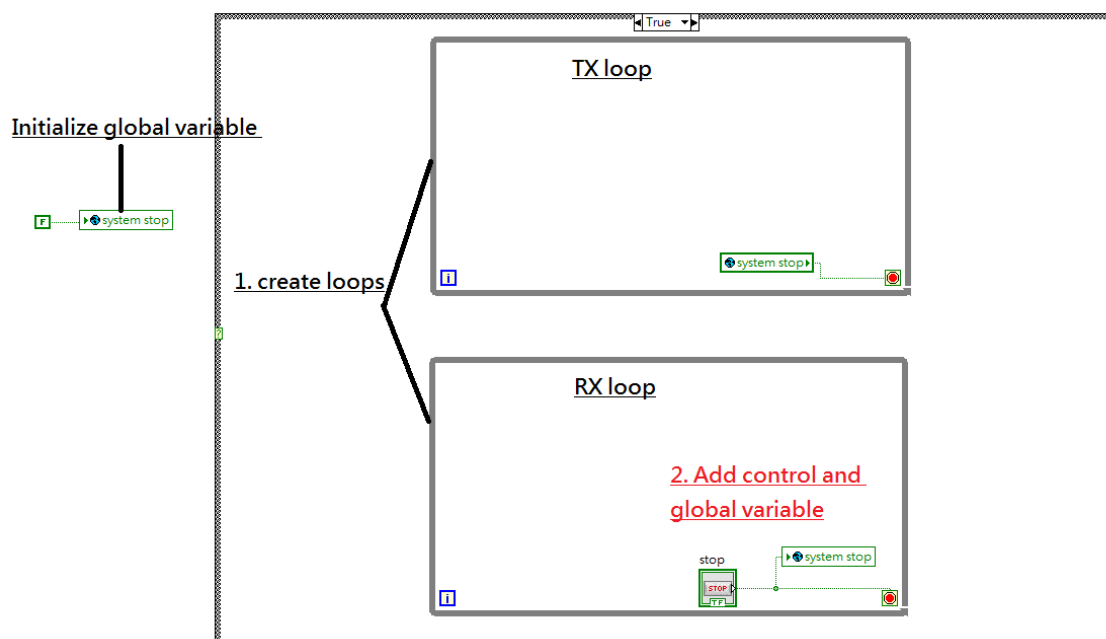 True
TX loop
Initialize global variable
F
system stop
system stop
1. create loops
i
?
RX loop
2. Add control and
global variable
stop
system stop
STOP
TF
i